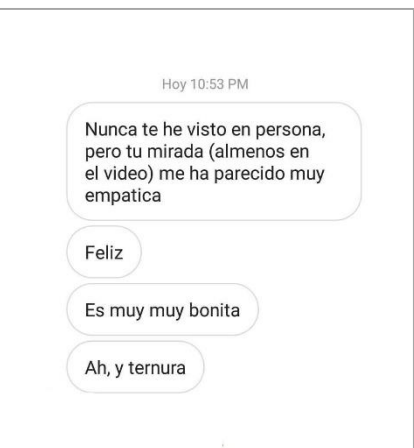 Hoy 10:53 PM
Nunca te he visto en persona,
pero tu mirada (almenos en
el video) me ha parecido muy
empatica
Feliz
Es muy muy bonita
Ah, y ternura